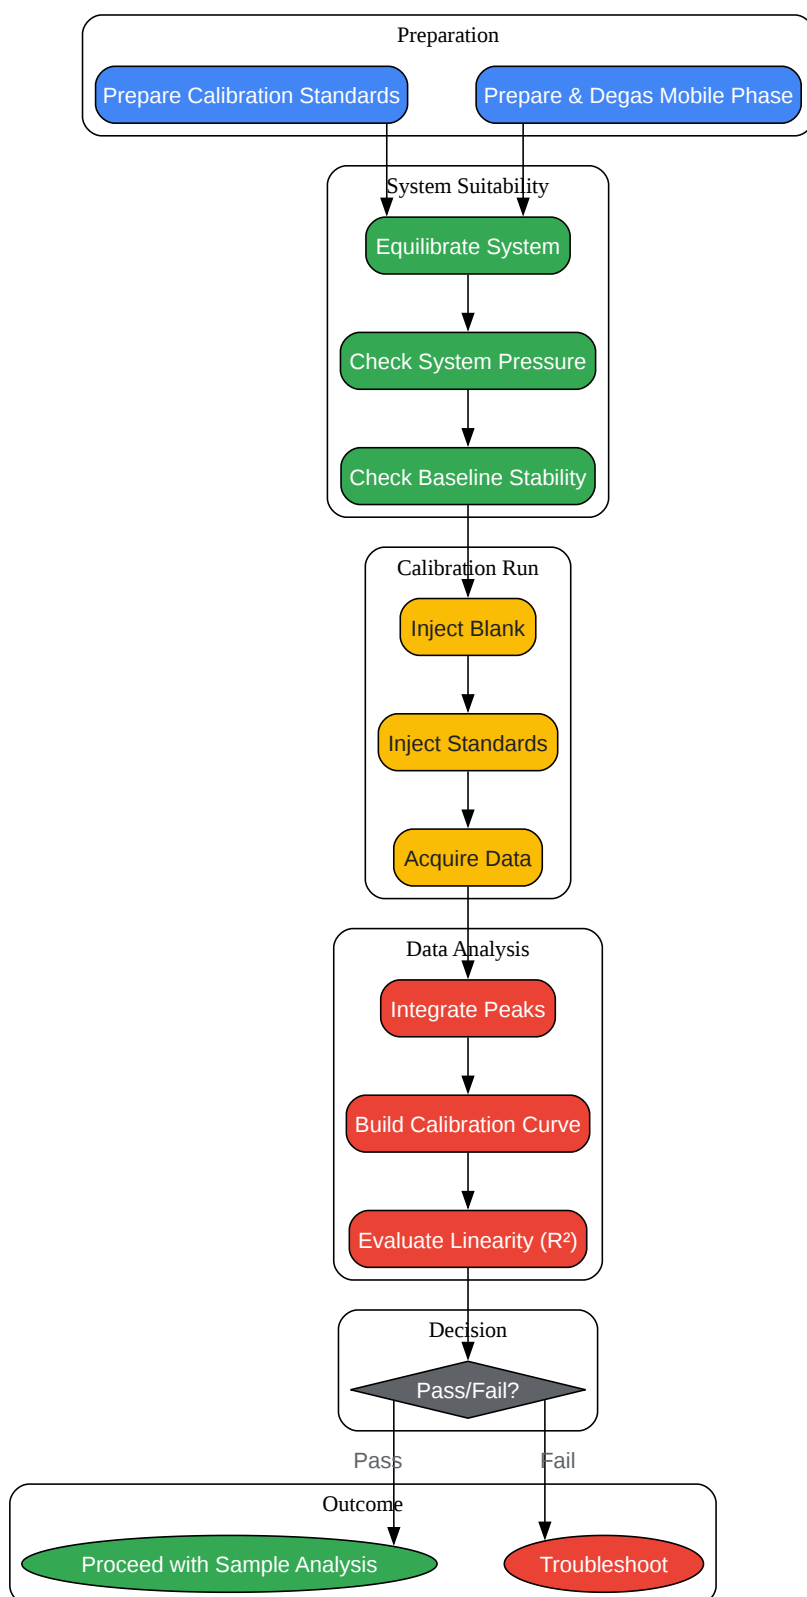 Preparation
Prepare Calibration Standards
Prepare & Degas Mobile Phase
System Suitability
Equilibrate System
Check System Pressure
Check Baseline Stability
Calibration Run
Inject Blank
Inject Standards
Acquire Data
Data Analysis
Integrate Peaks
Build Calibration Curve
Evaluate Linearity (R²)
Decision
Pass/Fail?
Pass
Fail
Outcome
Proceed with Sample Analysis
Troubleshoot